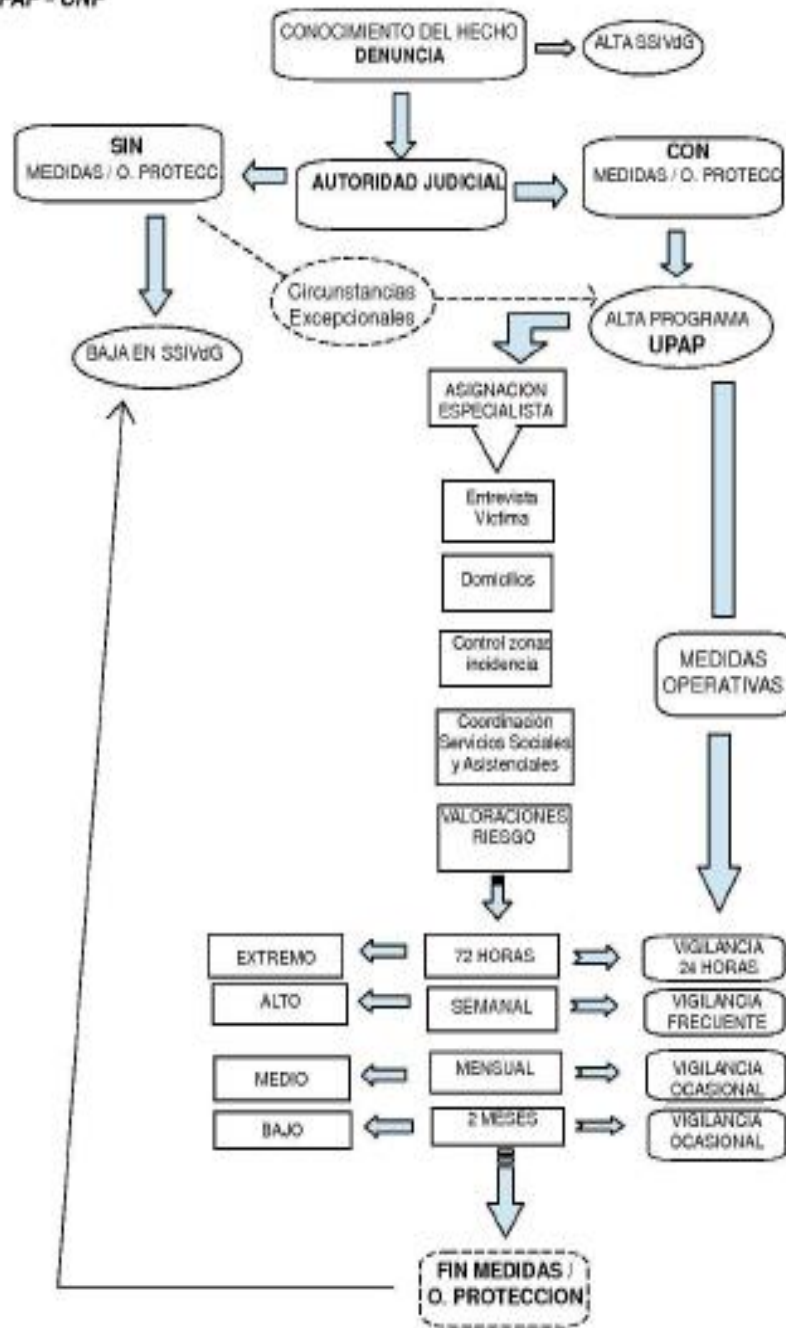 CONOCIMIENTO DEL HECHO
DENUNCIA
ALTA SSIVdG
SIN
MEDIDAS / O. PROTECC.
AUTORIDAD JUDICIAL
CON
MEDIDAS / O. PROTECC
Circunstancias
Excepcionales
ALTA PROGRAMA
UPAP
BAJA EN SSIVdG
ASIGNACION
ESPECIALISTA
Entrevista
Victima
Domicilios
Control zonas
incidencia
MEDIDAS
OPERATIVAS
Coordinación
Servicios Sociales
y Asistenciales
VALORACIONES
RIESGO
EXTREMO
72 HORAS
VIGILANCIA
24 HORAS
ALTO
SEMANAL
VIGILANCIA
FRECUENTE
MEDIO
MENSUAL
VIGILANCIA
OCASIONAL
BAJO
2 MESES
VIGILANCIA
OCASIONAL
FIN MEDIDAS /
O. PROTECCION